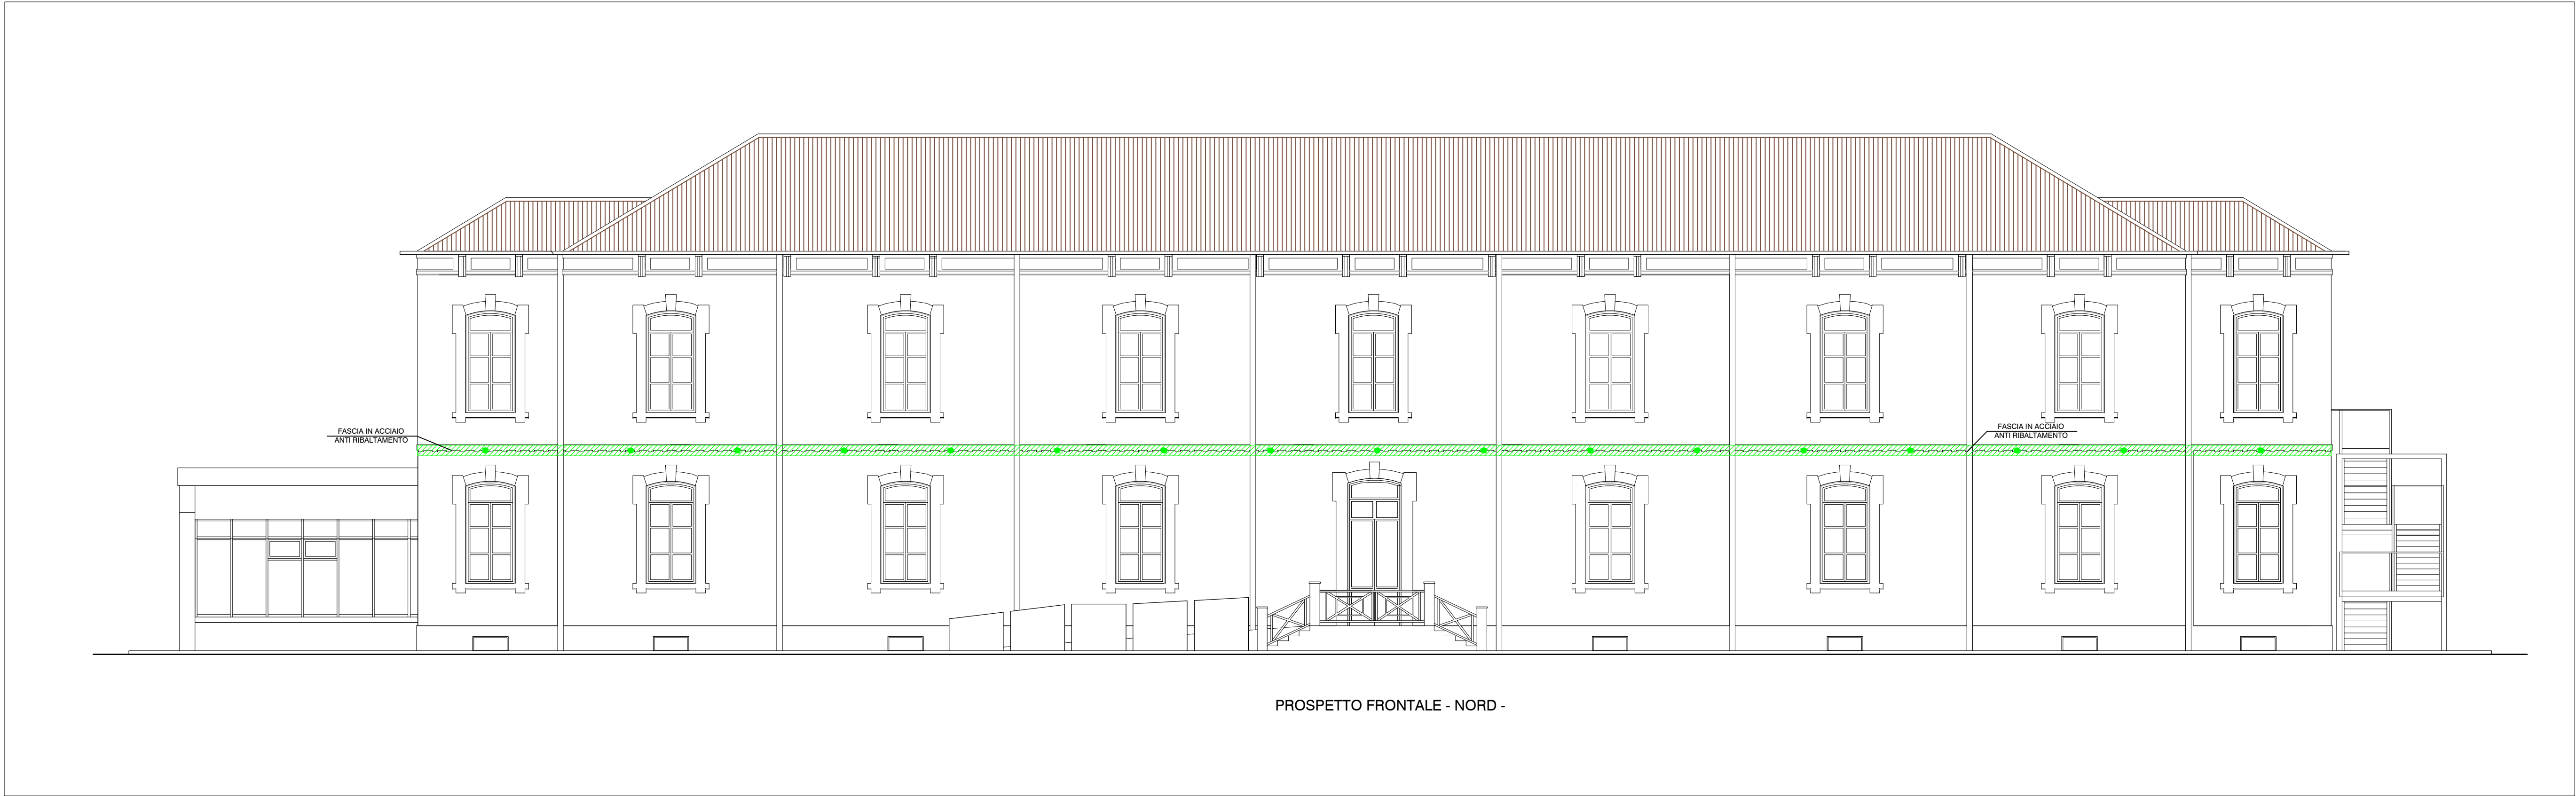 FASCIA IN ACCIAIO
ANTI RIBALTAMENTO
FASCIA IN ACCIAIO
ANTI RIBALTAMENTO
PROSPETTO FRONTALE - NORD -